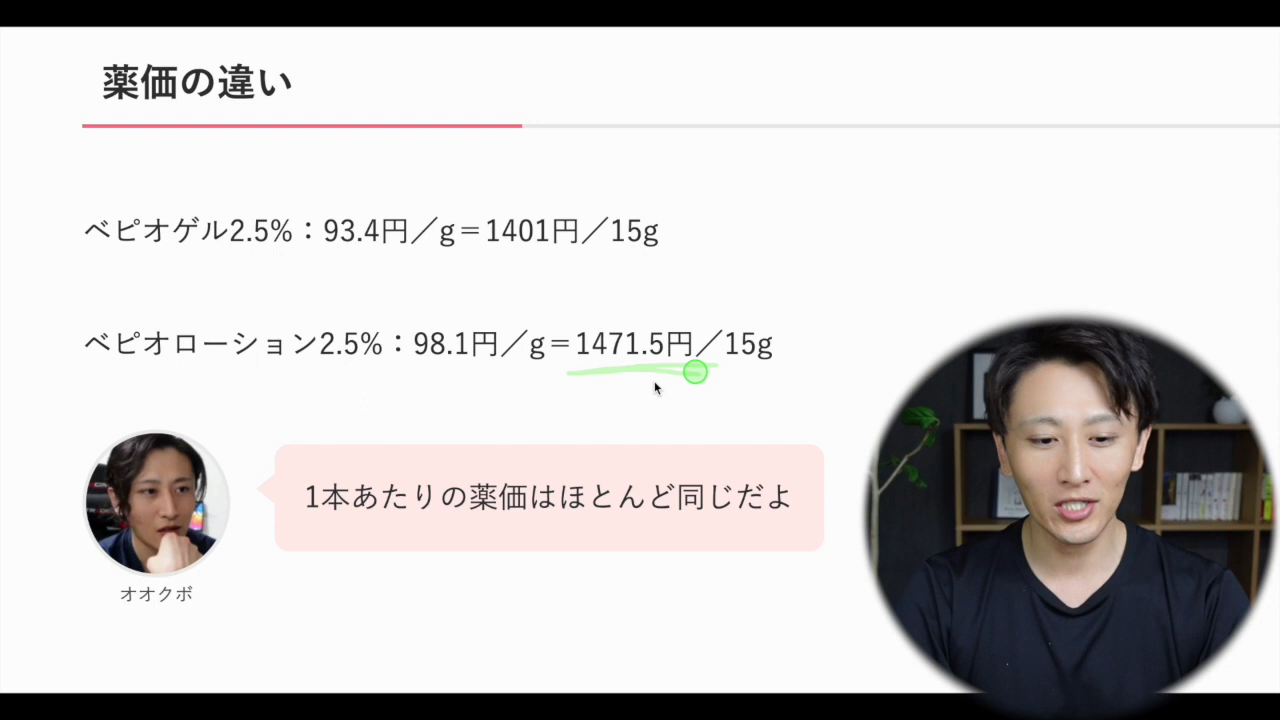 薬価の違い
ベピオゲル2.5%：93.4円／g＝1401円／15g
ベピオローション2.5%：98.1円／g＝1471.5円／15g
1本あたりの薬価はほとんど同じだよ
オオクボ